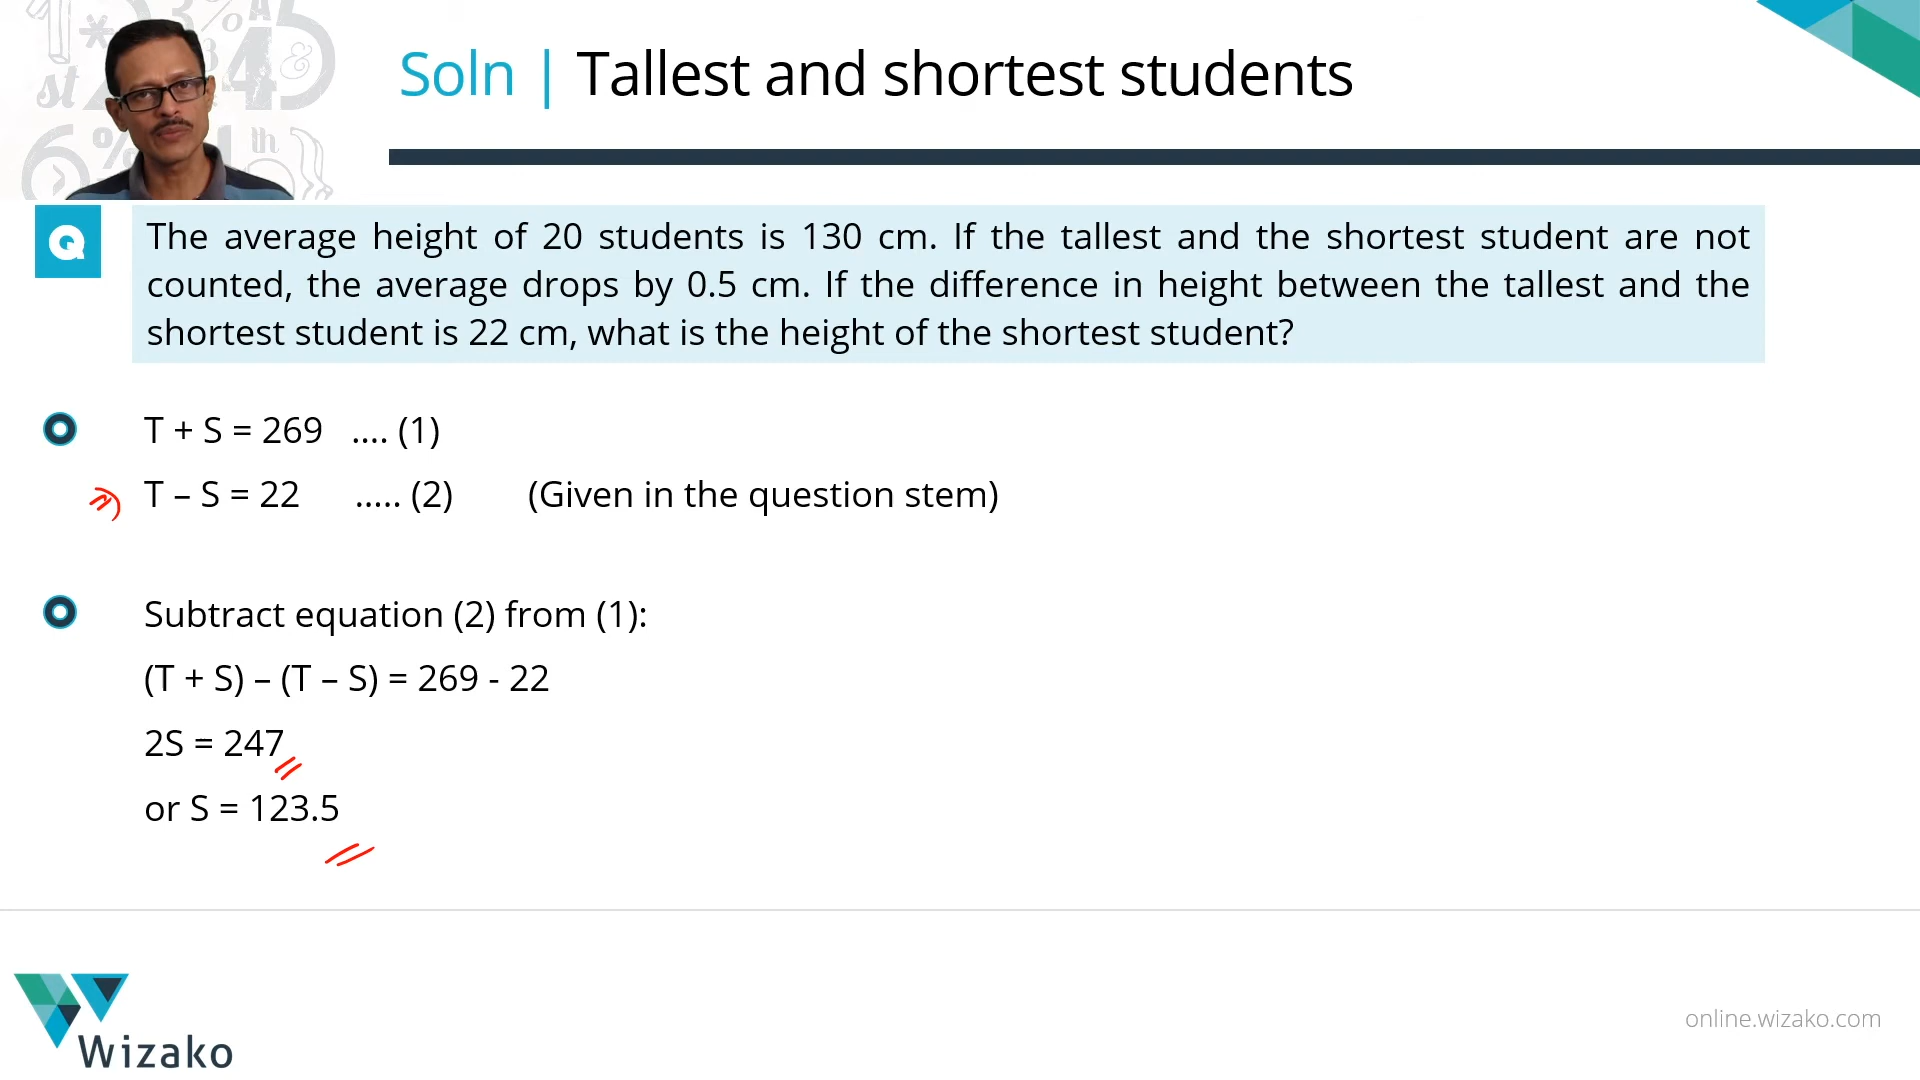 Soln | Tallest and shortest students
Q
The average height of 20 students is 130 cm. If the tallest and the shortest student are not
counted, the average drops by 0.5 cm. If the difference in height between the tallest and the
shortest student is 22 cm, what is the height of the shortest student?
T + S = 269 .... (1)
T – S = 22 ..... (2) (Given in the question stem)
Subtract equation (2) from (1):
(T + S) – (T – S) = 269 - 22
2S = 247
or S = 123.5
Wizako
online.wizako.com